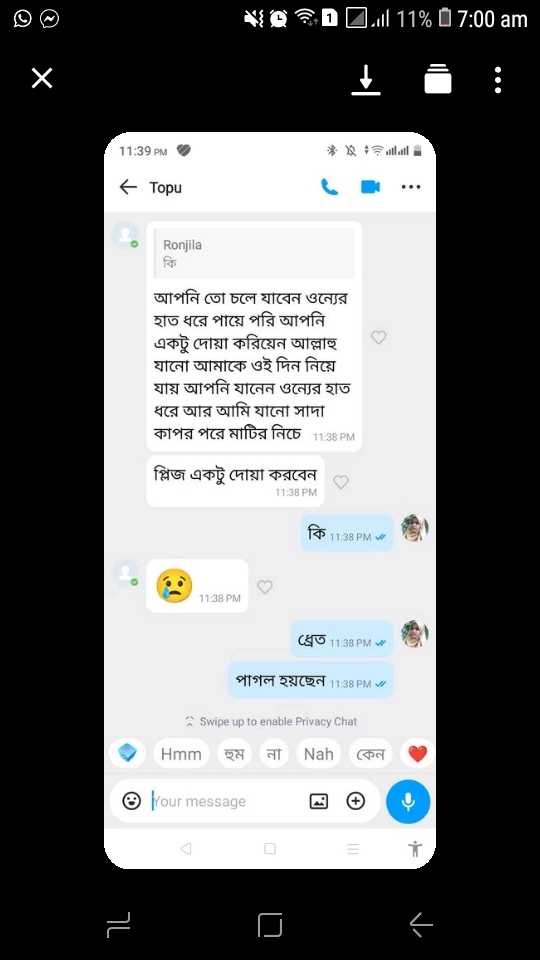 11% 7:00 am
11:39 PM
Topu
Ronjila
কি
আপনি তো চলে যাবেন ওন্যের
হাত ধরে পায়ে পরি আপনি
একটু দোয়া করিয়েন আল্লাহু
যানো আমাকে ওই দিন নিয়ে
যায় আপনি যানেন ওন্যের হাত
ধরে আর আমি যানো সাদা
কাপর পরে মাটির নিচে 11:38 PM
প্লিজ একটু দোয়া করবেন
11:38 PM
কি 11:38 PM
11:38 PM
ধ্রেত 11:38 PM
পাগল হয়ছেন 11:38 PM
Swipe up to enable Privacy Chat
Hmm হুম না Nah কেন
Your message